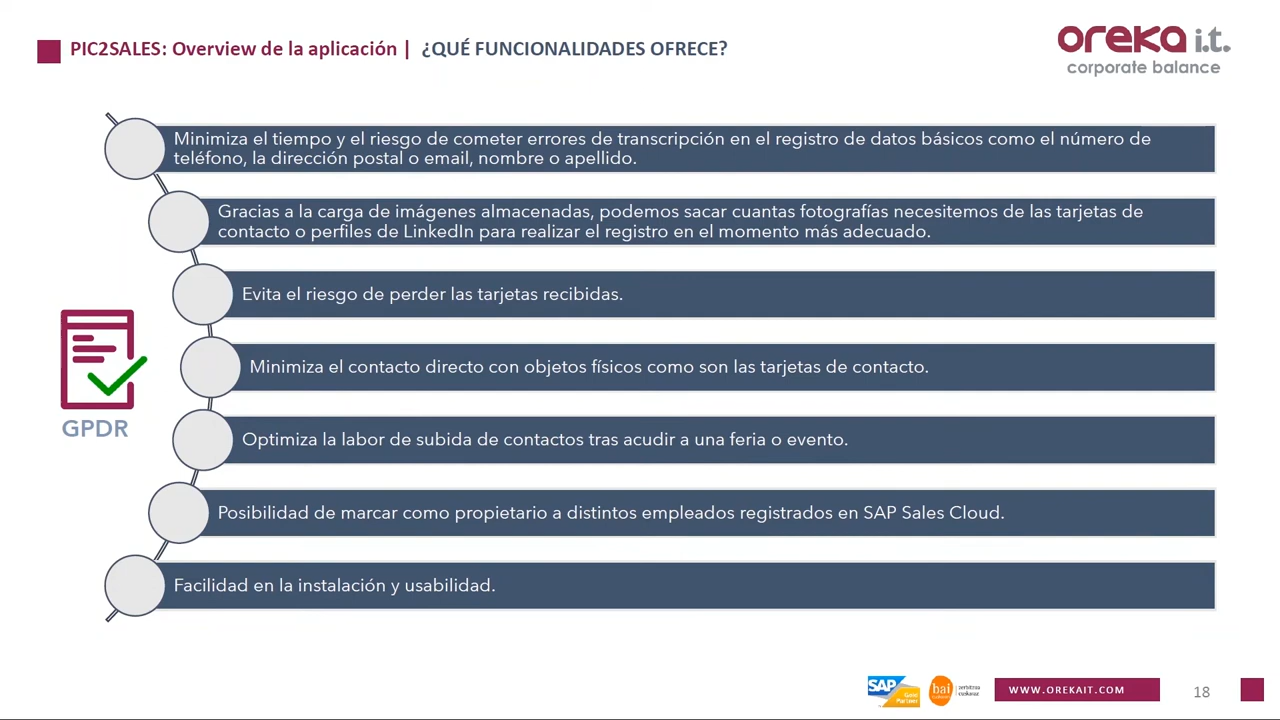 PIC2SALES: Overview de la aplicación | ¿QUÉ FUNCIONALIDADES OFRECE?
oreka i.t.
corporate balance
Minimiza el tiempo y el riesgo de cometer errores de transcripción en el registro de datos básicos como el número de
teléfono, la dirección postal o email, nombre o apellido.
Gracias a la carga de imágenes almacenadas, podemos sacar cuantas fotografías necesitemos de las tarjetas de
contacto o perfiles de LinkedIn para realizar el registro en el momento más adecuado.
Evita el riesgo de perder las tarjetas recibidas.
Minimiza el contacto directo con objetos físicos como son las tarjetas de contacto.
GPDR
Optimiza la labor de subida de contactos tras acudir a una feria o evento.
Posibilidad de marcar como propietario a distintos empleados registrados en SAP Sales Cloud.
Facilidad en la instalación y usabilidad.
SAP Gold Partner
bai
zerbitzua euskaraz
WWW.OREKAIT.COM
18